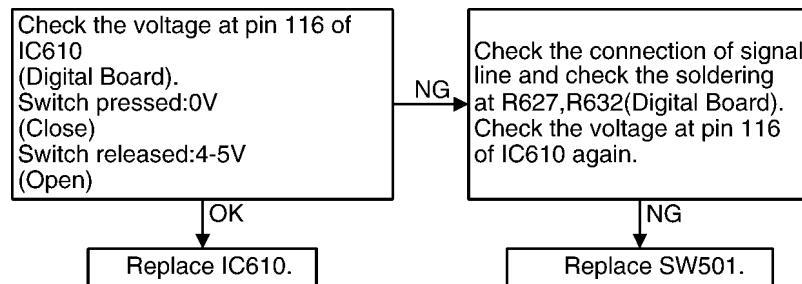 Check the voltage at pin 116 of
IC610
(Digital Board).
Switch pressed:0V
(Close)
Switch released:4-5V
(Open)
NG
Check the connection of signal
line and check the soldering
at R627,R632(Digital Board).
Check the voltage at pin 116
of IC610 again.
OK
NG
Replace IC610.
Replace SW501.